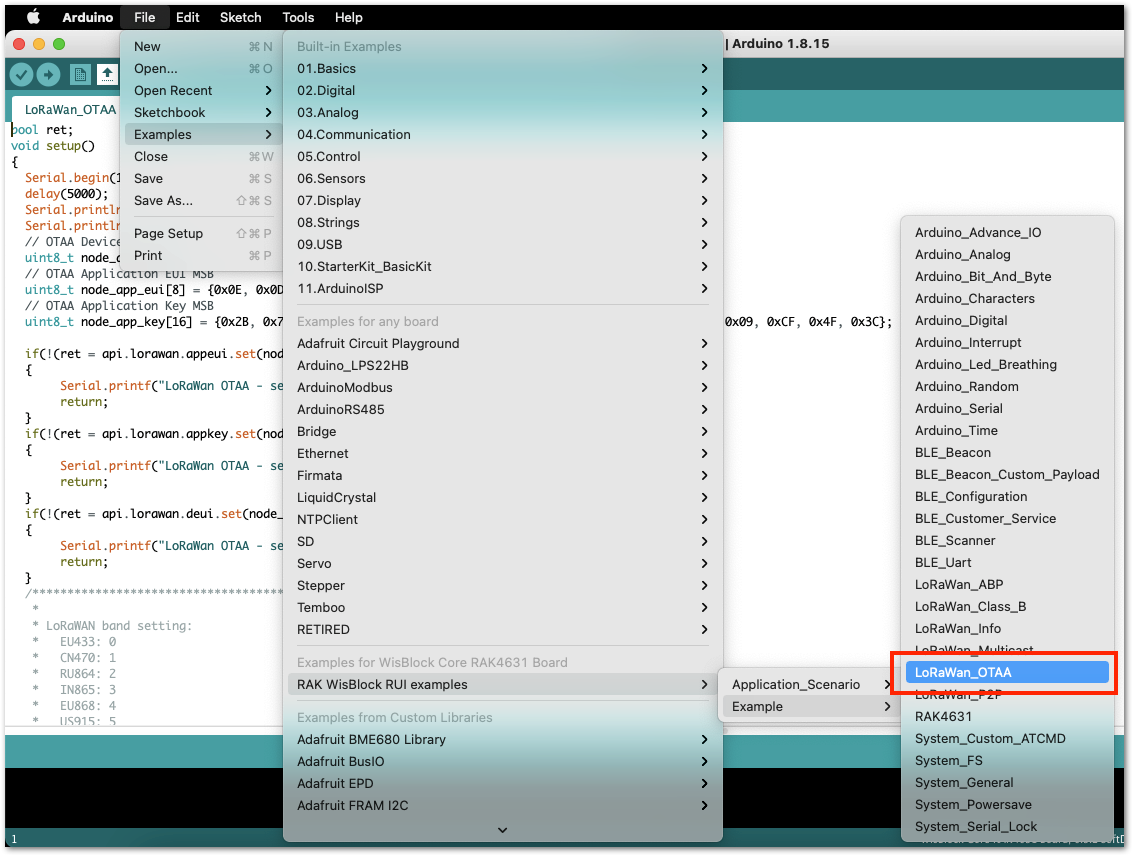 Arduino File Edit Sketch Tools Help
| Arduino 1.8.15
New ⌘ N
Open... ⌘ O
Open Recent
Sketchbook
Examples
Close ⌘ W
Save ⌘ S
Save As... ⇧ ⌘ S
Page Setup ⇧ ⌘ P
Print ⌘ P
Built-in Examples
01.Basics
02.Digital
03.Analog
04.Communication
05.Control
06.Sensors
07.Display
08.Strings
09.USB
10.StarterKit_BasicKit
11.ArduinoISP
Examples for any board
Adafruit Circuit Playground
Arduino_LPS22HB
ArduinoModbus
ArduinoRS485
Bridge
Ethernet
Firmata
LiquidCrystal
NTPClient
SD
Servo
Stepper
Temboo
RETIRED
Examples for WisBlock Core RAK4631 Board
RAK WisBlock RUI examples
Examples from Custom Libraries
Adafruit BME680 Library
Adafruit BusIO
Adafruit EPD
Adafruit FRAM I2C
Application_Scenario
Example
Arduino_Advance_IO
Arduino_Analog
Arduino_Bit_And_Byte
Arduino_Characters
Arduino_Digital
Arduino_Interrupt
Arduino_Led_Breathing
Arduino_Random
Arduino_Serial
Arduino_Time
BLE_Beacon
BLE_Beacon_Custom_Payload
BLE_Configuration
BLE_Customer_Service
BLE_Scanner
BLE_Uart
LoRaWan_ABP
LoRaWan_Class_B
LoRaWan_Info
LoRaWan_Multicast
LoRaWan_OTAA
LoRaWan_P2P
RAK4631
System_Custom_ATCMD
System_FS
System_General
System_Powersave
System_Serial_Lock
LoRaWan_OTAA
bool ret;
void setup()
{
Serial.begin(1
delay(5000);
Serial.println
Serial.println
// OTAA Device
uint8_t node_
// OTAA Application EUI MSB
uint8_t node_app_eui[8] = {0x0E, 0x0D
// OTAA Application Key MSB
uint8_t node_app_key[16] = {0x2B, 0x7 0x09, 0xCF, 0x4F, 0x3C};
if(!(ret = api.lorawan.appeui.set(nod
{
Serial.printf("LoRaWan OTAA - se
return;
}
if(!(ret = api.lorawan.appkey.set(nod
{
Serial.printf("LoRaWan OTAA - se
return;
}
if(!(ret = api.lorawan.deui.set(node_
{
Serial.printf("LoRaWan OTAA - se
return;
}
/*************************************
*
* LoRaWAN band setting:
* EU433: 0
* CN470: 1
* RU864: 2
* IN865: 3
* EU868: 4
* US915: 5
1